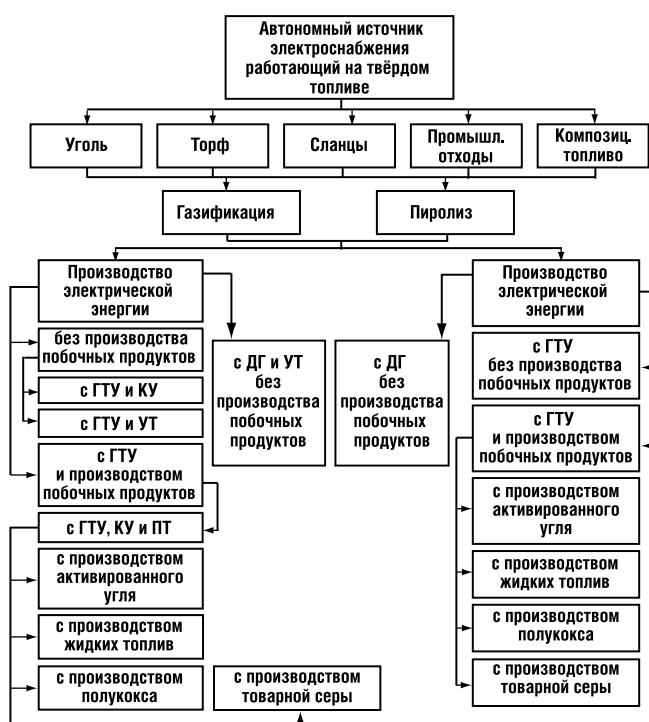 Автономный источник
электроснабжения
работающий на твёрдом
топливе
Уголь
Торф
Сланцы
Промышл.
отходы
Композиц.
топливо
Газификация
Пиролиз
Производство
электрической
энергии
без производства
побочных продуктов
с ГТУ и КУ
с ГТУ и УТ
с ГТУ
и производством
побочных продуктов
с ГТУ, КУ и ПТ
с производством
активированного
угля
с производством
жидких топлив
с производством
полукокса
с ДГ и УТ
без
производства
побочных
продуктов
с производством
товарной серы
с ДГ
без
производства
побочных
продуктов
Производство
электрической
энергии
с ГТУ
без производства
побочных продуктов
с ГТУ
и производством
побочных продуктов
с производством
активированного
угля
с производством
жидких топлив
с производством
полукокса
с производством
товарной серы